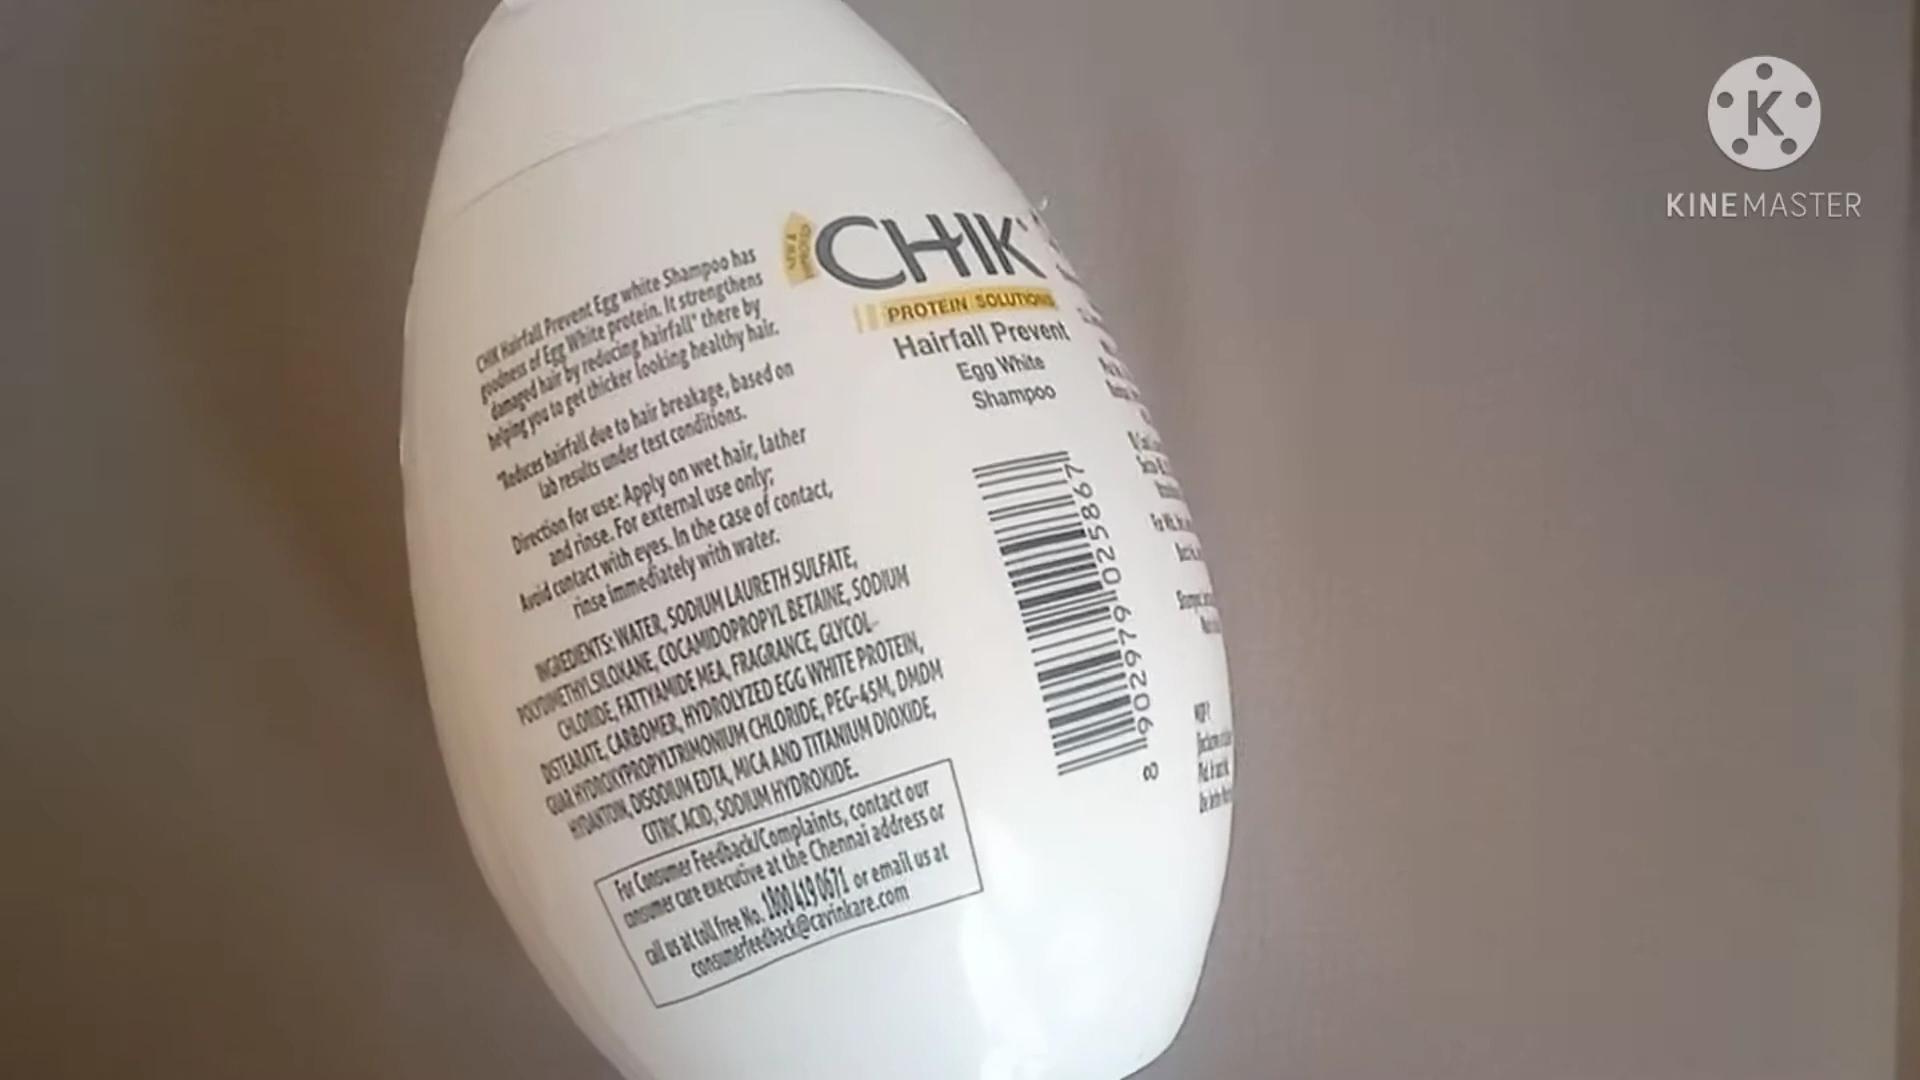 CHIK Hairfall Prevent Egg white Shampoo has
goodness of Egg White protein. It strengthens
damaged hair by reducing hairfall* there by
helping you to get thicker looking healthy hair.
*Reduces hairfall due to hair breakage, based on
lab results under test conditions.
Direction for use: Apply on wet hair, lather
and rinse. For external use only;
Avoid contact with eyes. In the case of contact,
rinse immediately with water.
INGREDIENTS: WATER, SODIUM LAURETH SULFATE,
POLYDIMETHYLSILOXANE, COCAMIDOPROPYL BETAINE, SODIUM
CHLORIDE, FATTYAMIDE MEA, FRAGRANCE, GLYCOL-
DISTEARATE, CARBOMER, HYDROLYZED EGG WHITE PROTEIN,
GUAR HYDROXYPROPYLTRIMONIUM CHLORIDE, PEG-45M, DMDM
HYDANTOIN, DISODIUM EDTA, MICA AND TITANIUM DIOXIDE,
CITRIC ACID, SODIUM HYDROXIDE.
For Consumer Feedback/Complaints, contact our
consumer care executive at the Chennai address or
call us at toll free No. 1800 419 0671 or email us at
consumerfeedback@cavinkare.com
CHIK
PROTEIN SOLUTIONS
Hairfall Prevent
Egg White
Shampoo
8 902979 025867
K
KINEMASTER